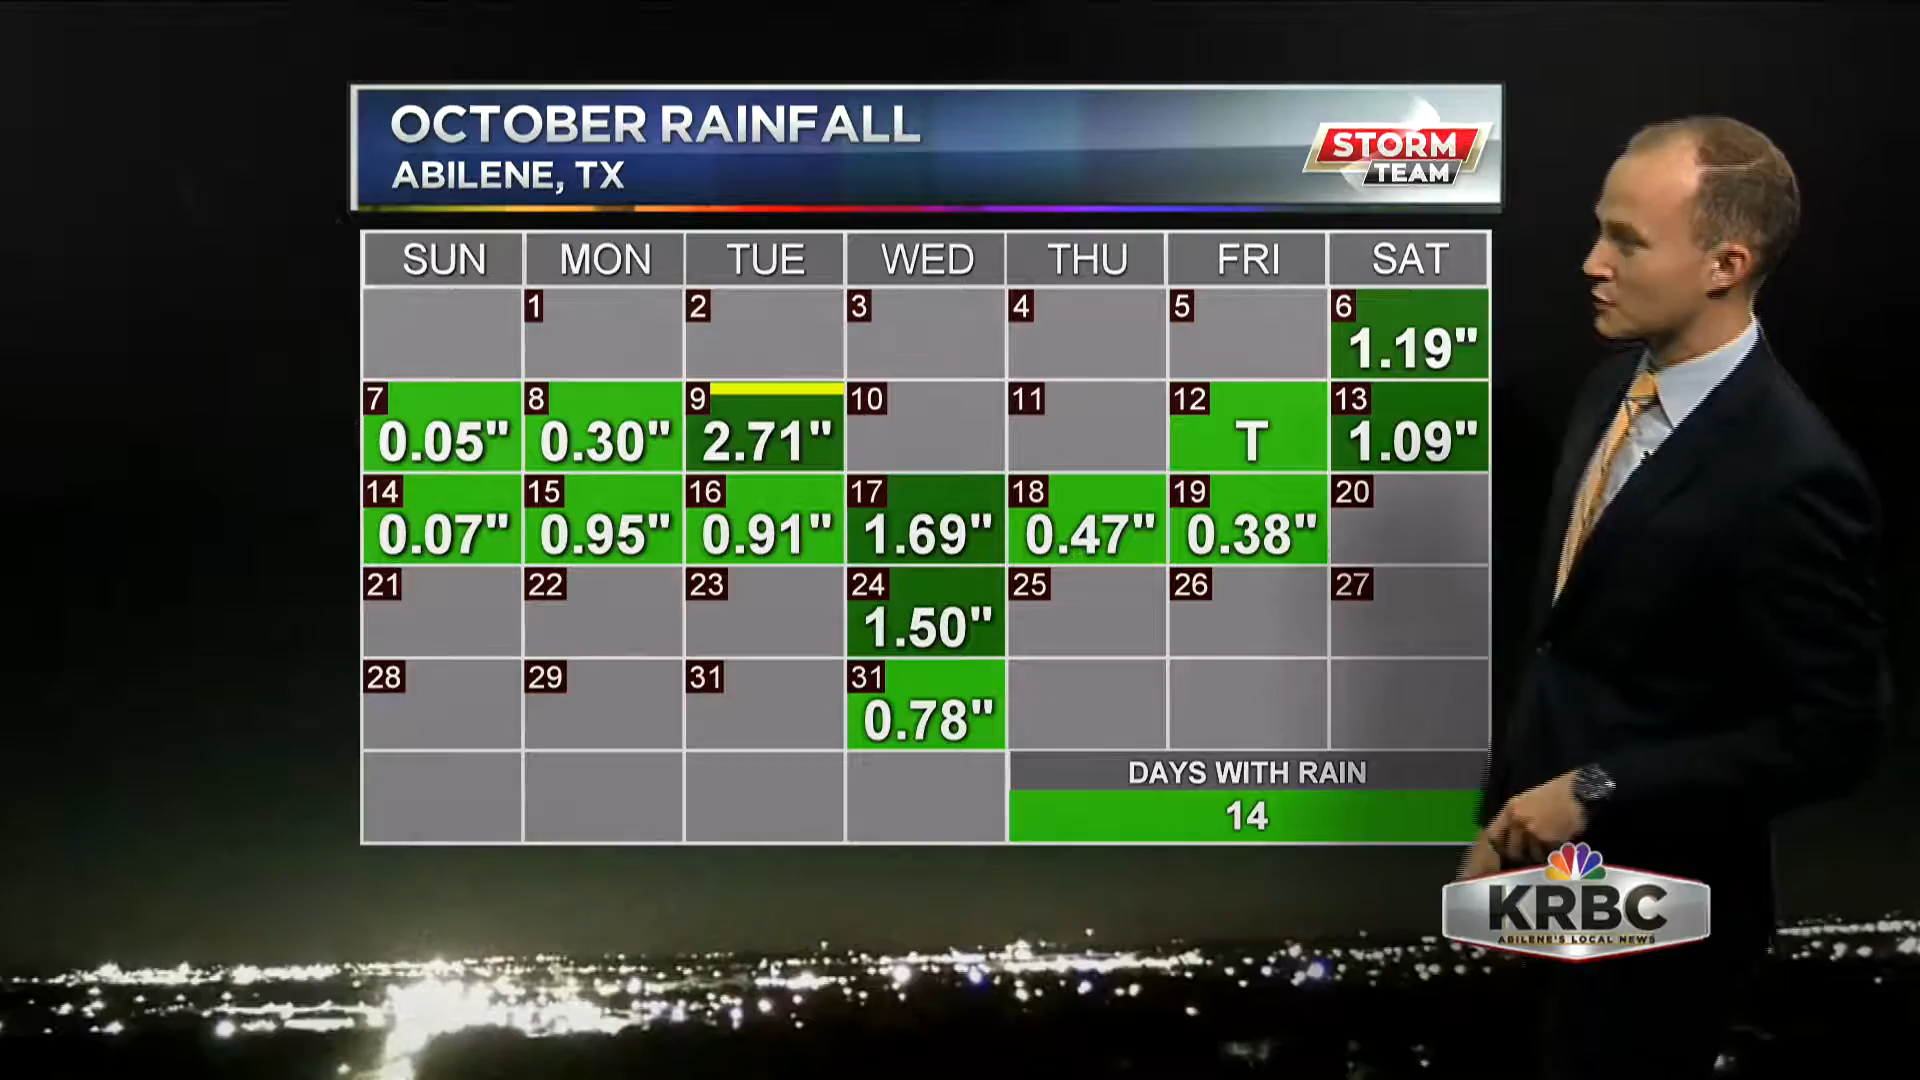 OCTOBER RAINFALL
ABILENE, TX
STORM
TEAM
SUN MON TUE WED THU FRI SAT
1 2 3 4 5 6
1.19"
7 8 9 10 11 12 13
0.05" 0.30" 2.71" T 1.09"
14 15 16 17 18 19 20
0.07" 0.95" 0.91" 1.69" 0.47" 0.38"
21 22 23 24 25 26 27
1.50"
28 29 31 31
0.78"
DAYS WITH RAIN
14
KRBC
ABILENE'S LOCAL NEWS